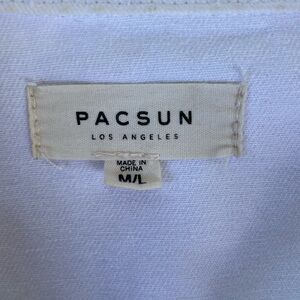 PACSUN
LOS ANGELES
MADE IN
CHINA
M/L